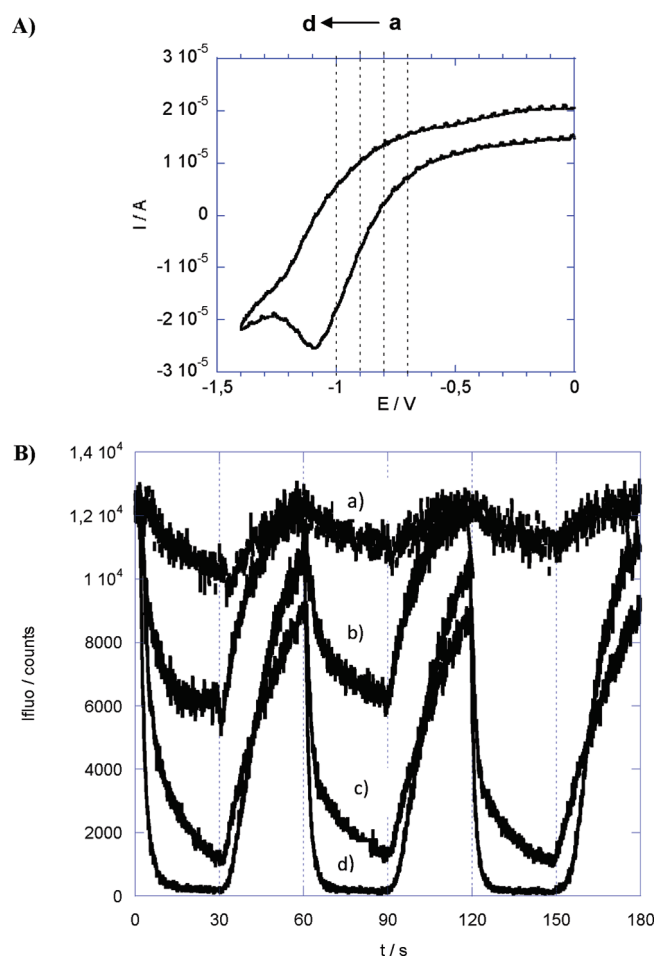 A)
d ← a
3 10⁻⁵
2 10⁻⁵
1 10⁻⁵
0
-1 10⁻⁵
-2 10⁻⁵
-3 10⁻⁵
I / A
-1,5 -1 -0,5 0
E / V
B)
1,4 10⁴
1,2 10⁴
1 10⁴
8000
6000
4000
2000
0
Ifluo / counts
a)
b)
c)
d)
0 30 60 90 120 150 180
t / s